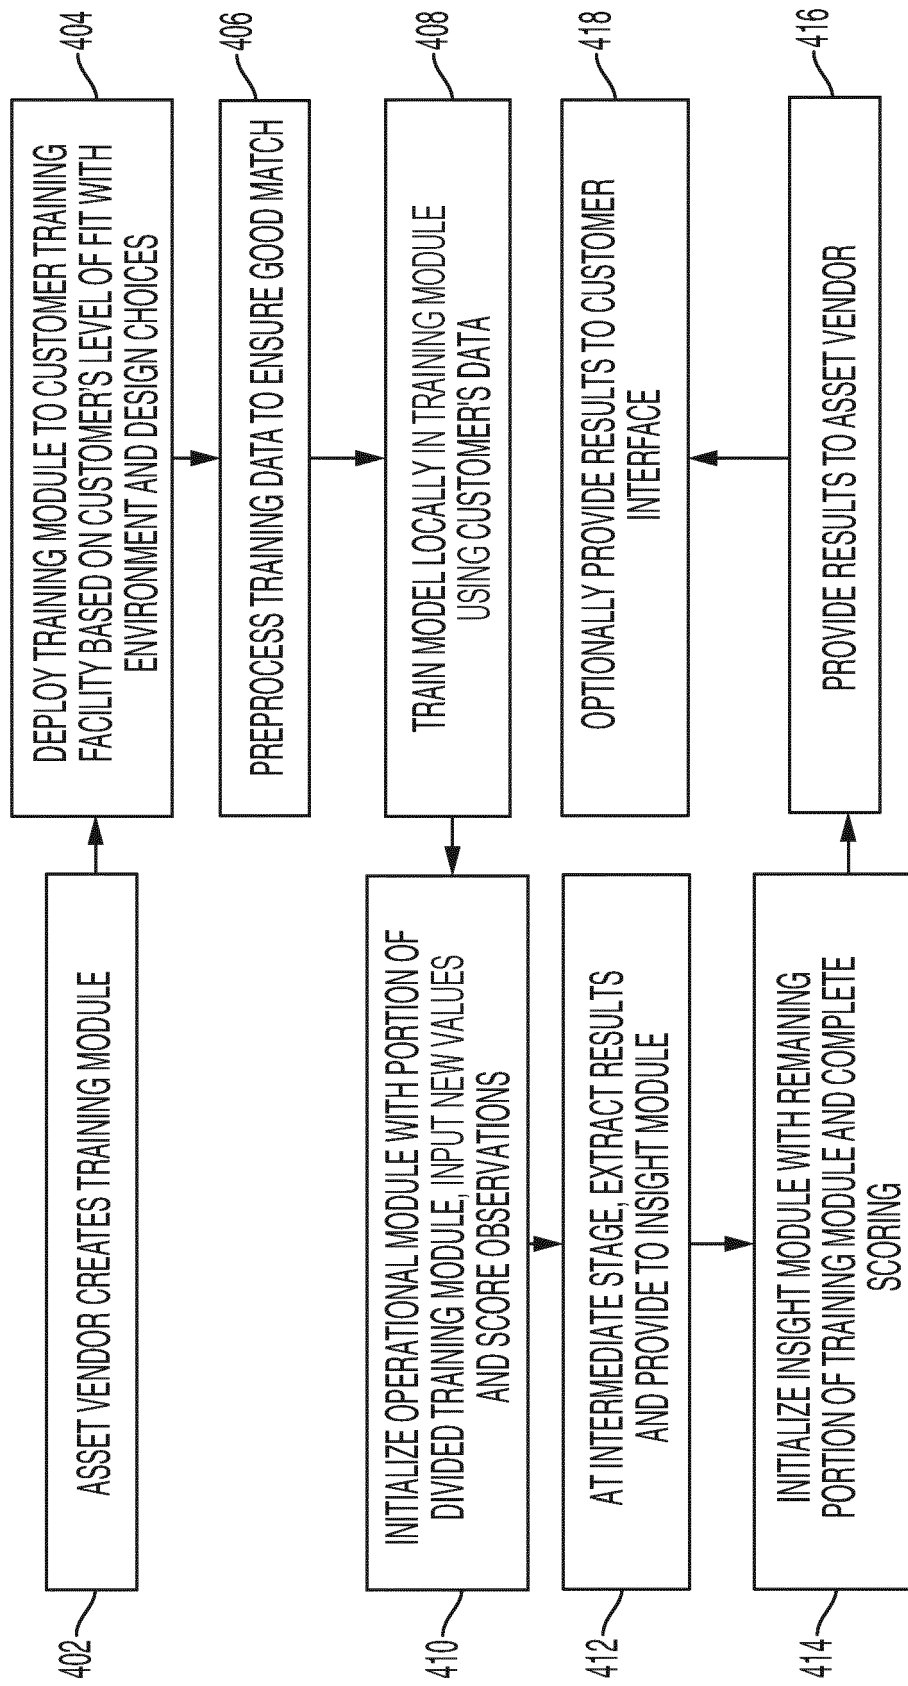 402
ASSET VENDOR CREATES TRAINING MODULE
404
DEPLOY TRAINING MODULE TO CUSTOMER TRAINING
FACILITY BASED ON CUSTOMER'S LEVEL OF FIT WITH
ENVIRONMENT AND DESIGN CHOICES
406
PREPROCESS TRAINING DATA TO ENSURE GOOD MATCH
408
TRAIN MODEL LOCALLY IN TRAINING MODULE
USING CUSTOMER'S DATA
410
INITIALIZE OPERATIONAL MODULE WITH PORTION OF
DIVIDED TRAINING MODULE, INPUT NEW VALUES
AND SCORE OBSERVATIONS
412
AT INTERMEDIATE STAGE, EXTRACT RESULTS
AND PROVIDE TO INSIGHT MODULE
414
INITIALIZE INSIGHT MODULE WITH REMAINING
PORTION OF TRAINING MODULE AND COMPLETE
SCORING
416
PROVIDE RESULTS TO ASSET VENDOR
418
OPTIONALLY PROVIDE RESULTS TO CUSTOMER
INTERFACE